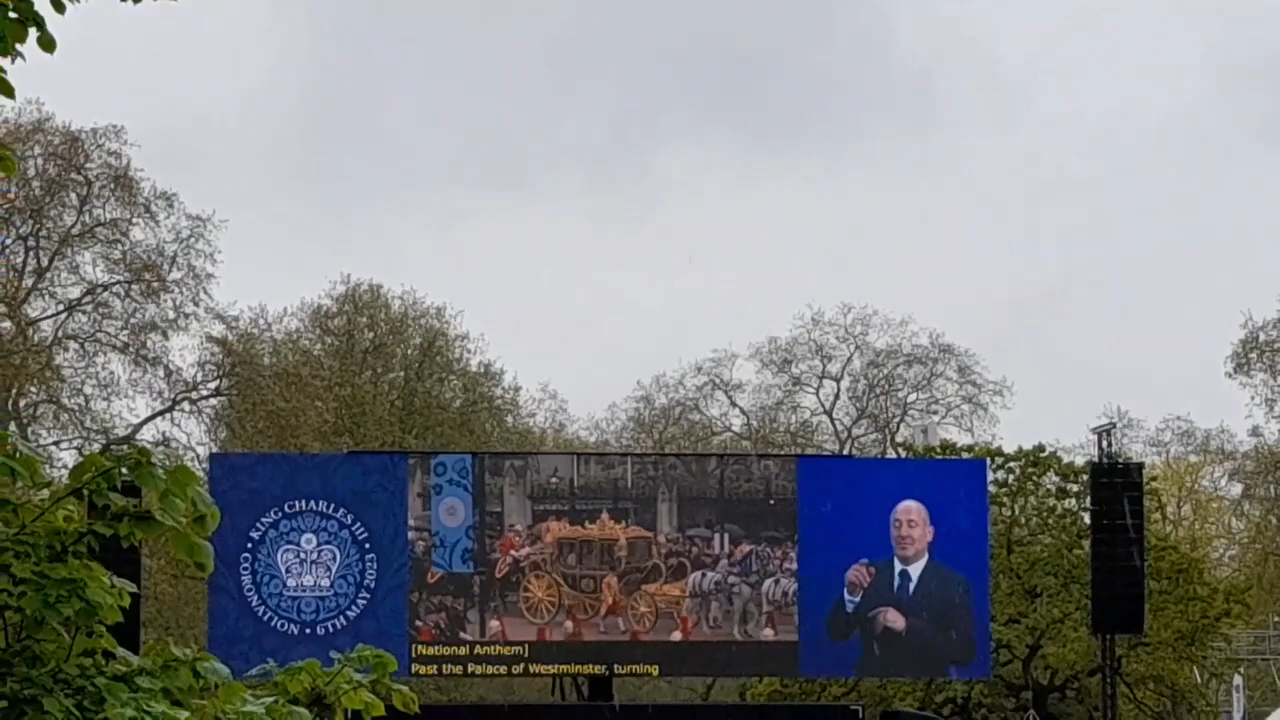 • KING CHARLES III •
CORONATION • 6TH MAY 2023
[National Anthem]
Past the Palace of Westminster, turning